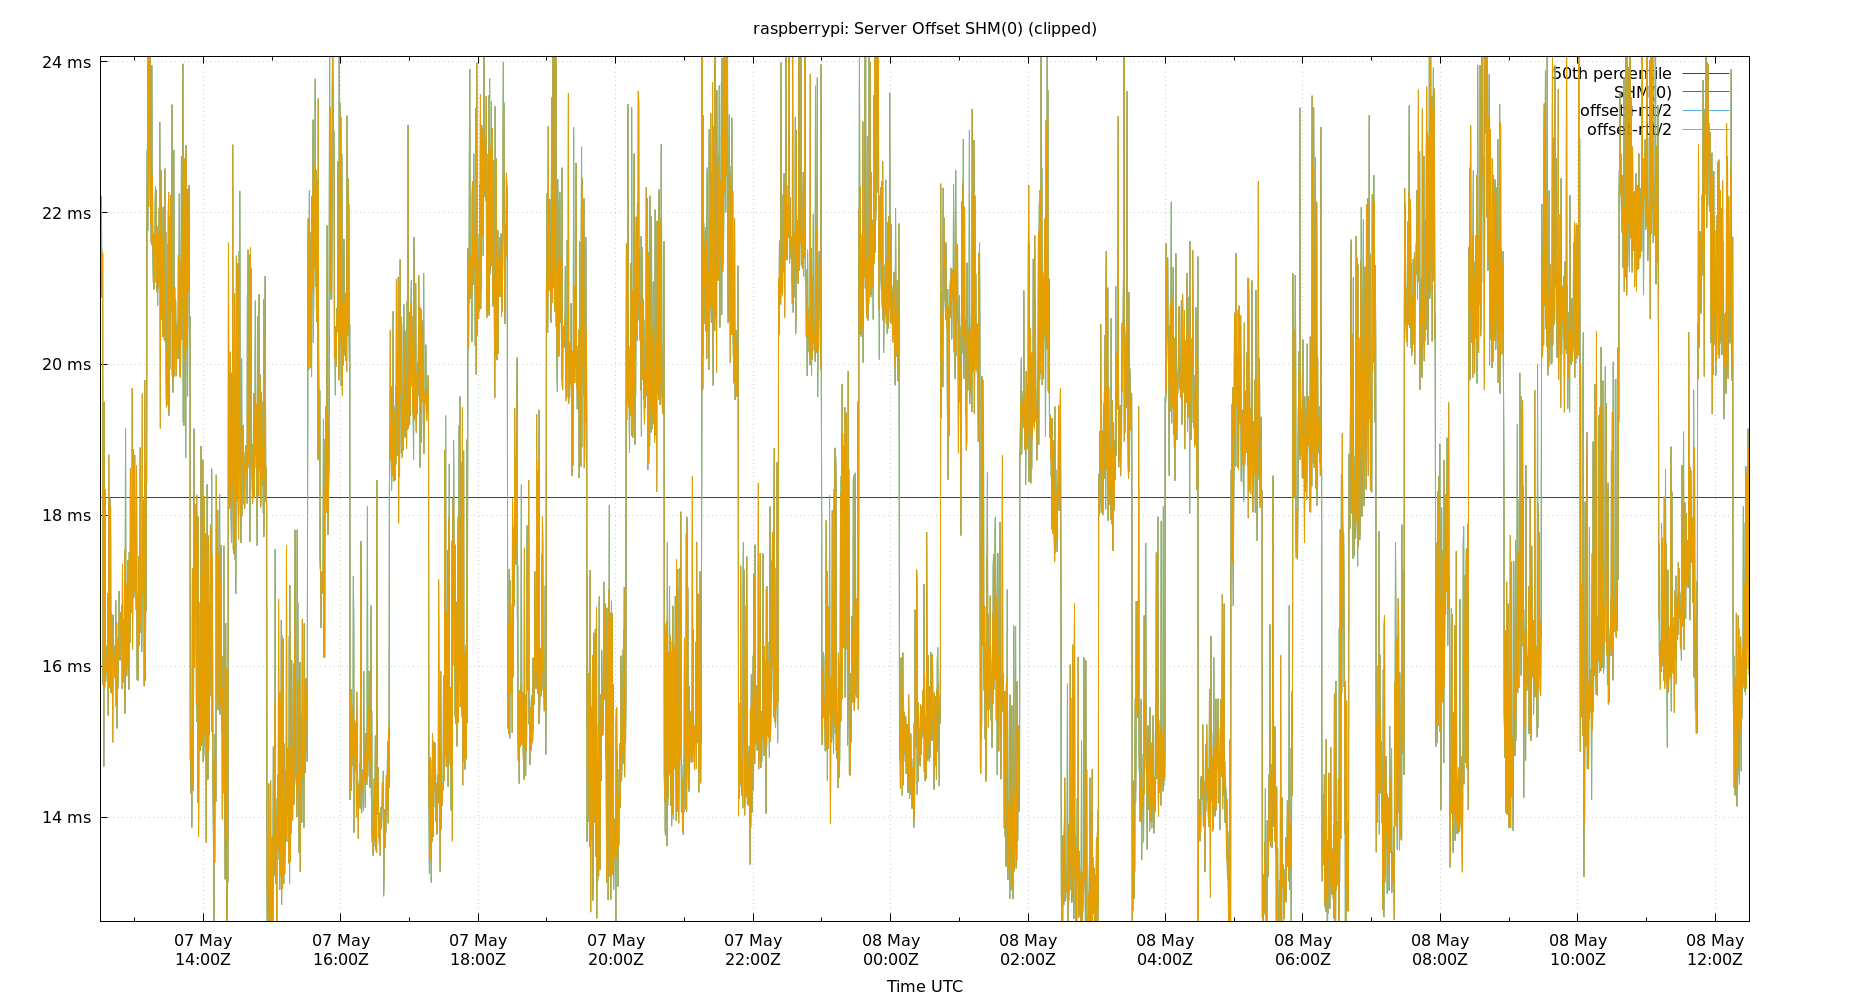 raspberrypi: Server Offset SHM(0) (clipped)
24 ms
22 ms
20 ms
18 ms
16 ms
14 ms
50th percentile
SHM(0)
offset+rtt/2
offset-rtt/2
07 May 07 May 07 May 07 May 07 May 08 May 08 May 08 May 08 May 08 May 08 May 08 May
14:00Z 16:00Z 18:00Z 20:00Z 22:00Z 00:00Z 02:00Z 04:00Z 06:00Z 08:00Z 10:00Z 12:00Z
Time UTC